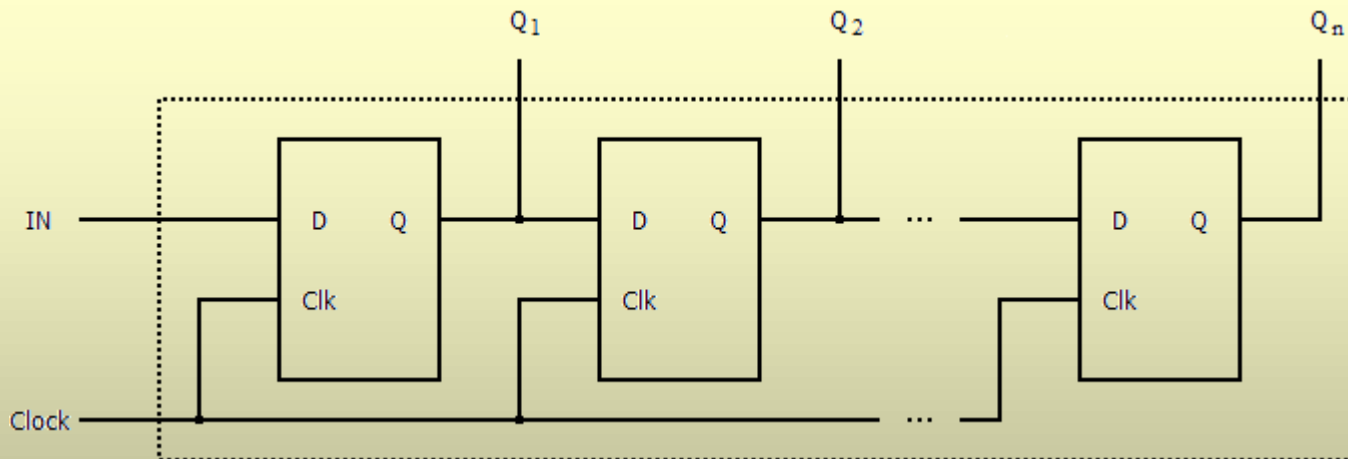 Q1 Q2 Qn
IN D Q D Q ... D Q
Clk Clk Clk
Clock ...